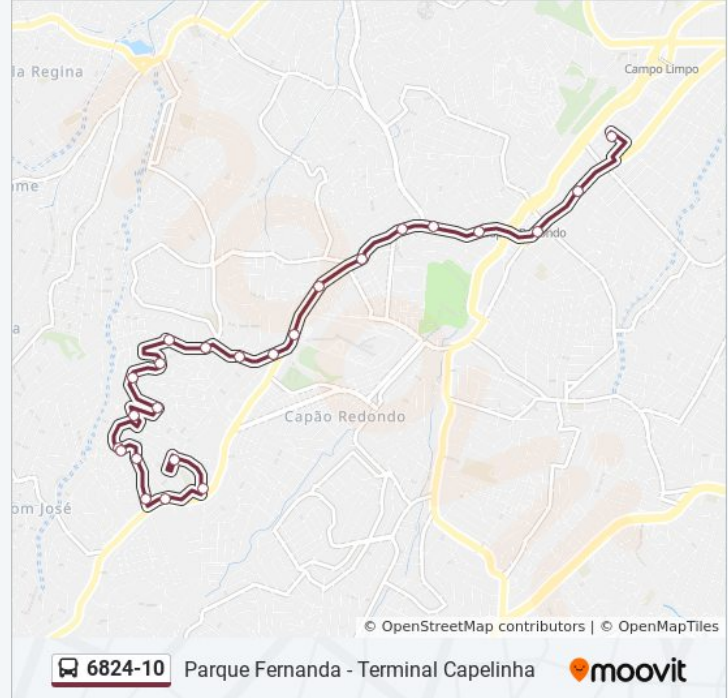 la Regina
Campo Limpo
ame
ndo
a
Capão Redondo
om José
© OpenStreetMap contributors | © OpenMapTiles
6824-10 Parque Fernanda - Terminal Capelinha moovit